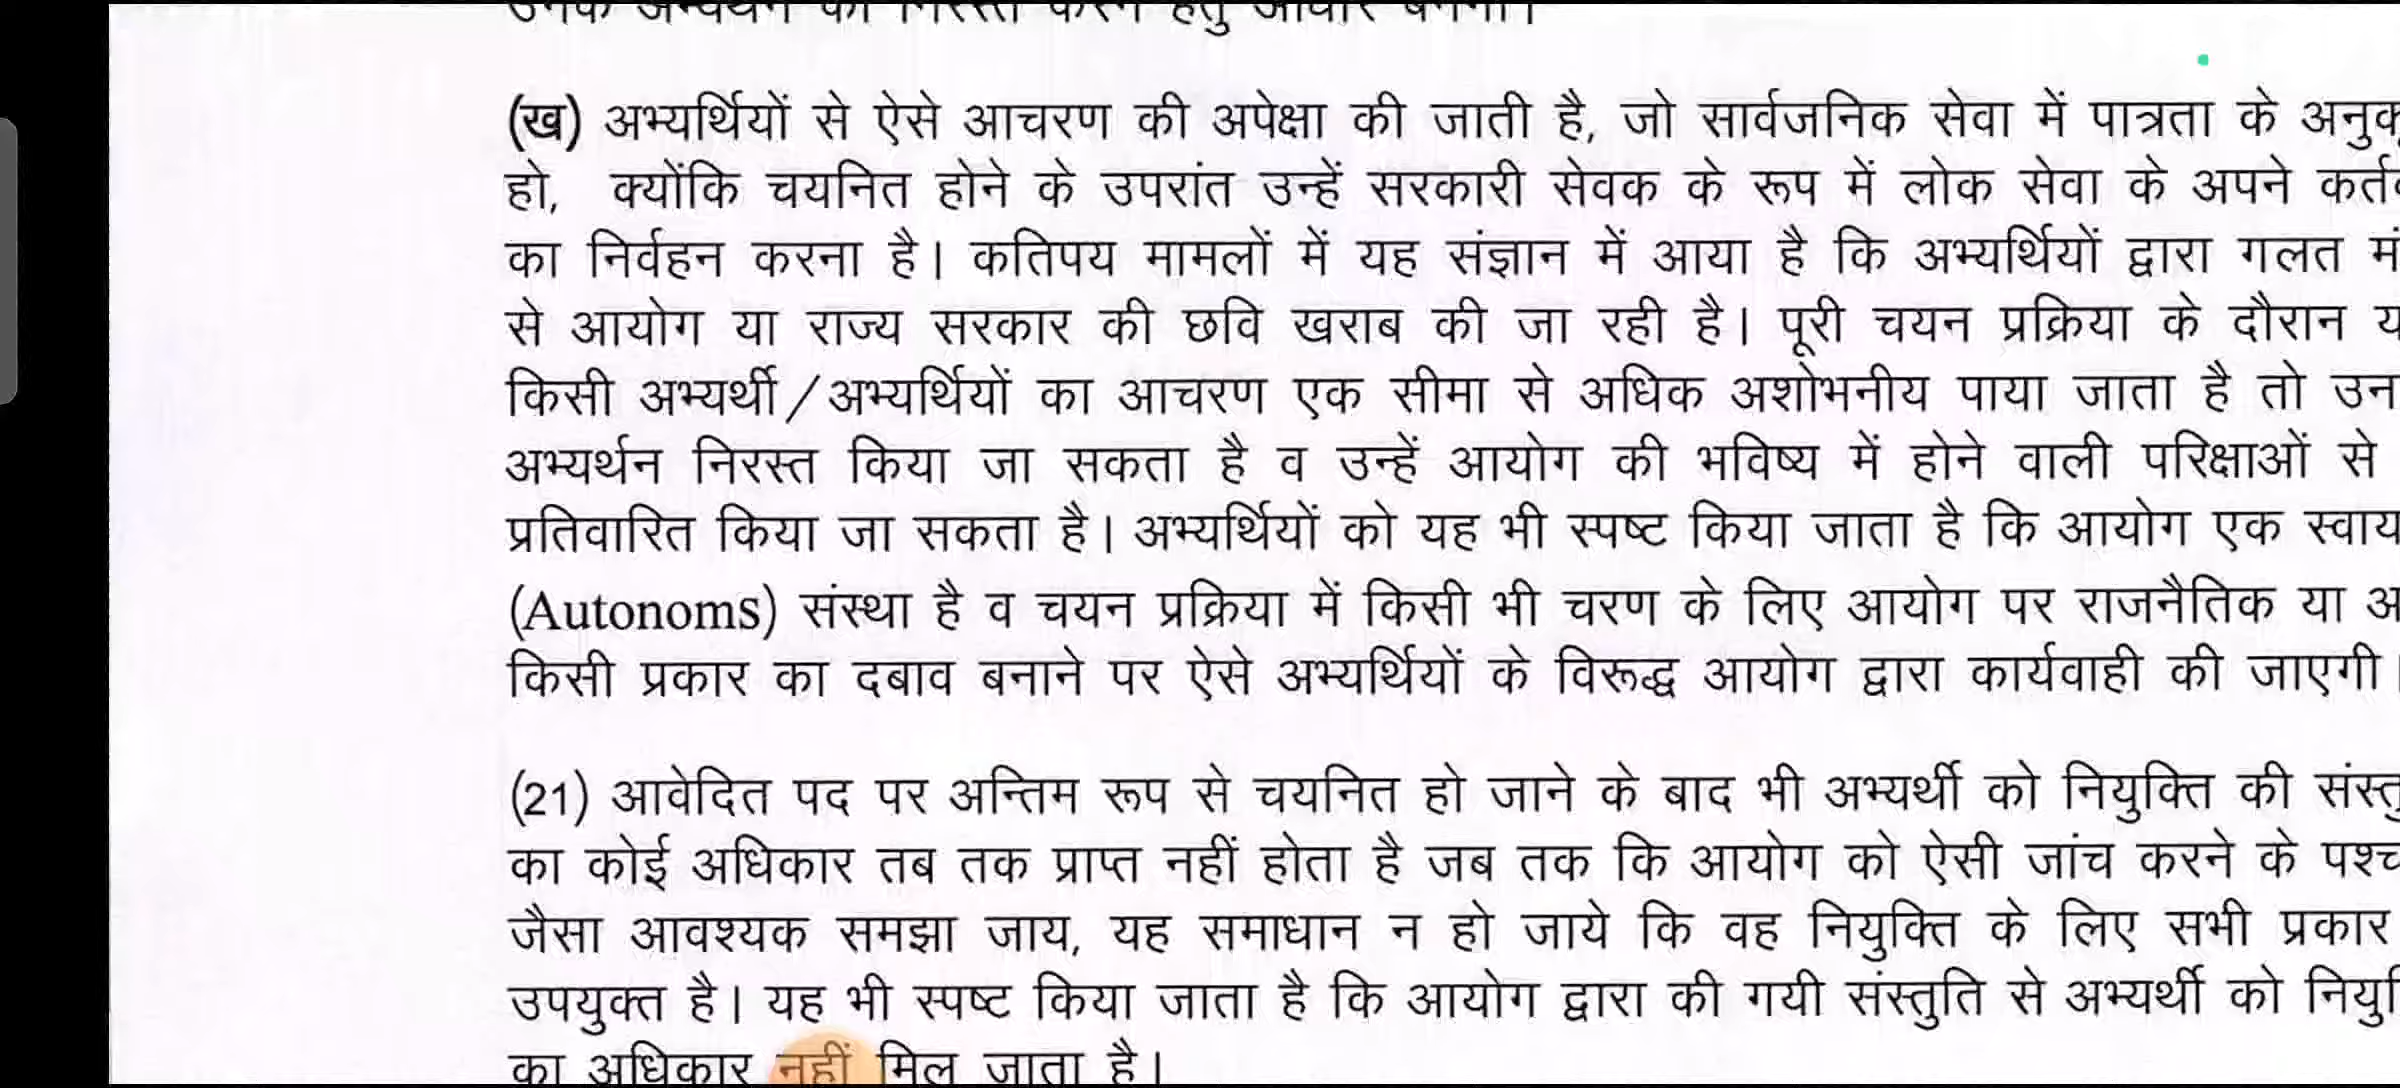 (ख) अभ्यर्थियों से ऐसे आचरण की अपेक्षा की जाती है, जो सार्वजनिक सेवा में पात्रता के
हो, क्योंकि चयनित होने के उपरांत उन्हें सरकारी सेवक के रूप में लोक सेवा के अपने
का निर्वहन करना है। कतिपय मामलों में यह संज्ञान में आया है कि अभ्यर्थियों द्वारा गलत
से आयोग या राज्य सरकार की छवि खराब की जा रही है। पूरी चयन प्रक्रिया के दौरान
किसी अभ्यर्थी/अभ्यर्थियों का आचरण एक सीमा से अधिक अशोभनीय पाया जाता है तो
अभ्यर्थन निरस्त किया जा सकता है व उन्हें आयोग की भविष्य में होने वाली परिक्षाओं से
प्रतिवारित किया जा सकता है। अभ्यर्थियों को यह भी स्पष्ट किया जाता है कि आयोग एक
(Autonoms) संस्था है व चयन प्रक्रिया में किसी भी चरण के लिए आयोग पर राजनैतिक या
किसी प्रकार का दबाव बनाने पर ऐसे अभ्यर्थियों के विरूद्ध आयोग द्वारा कार्यवाही की जाएगी।
(21) आवेदित पद पर अन्तिम रूप से चयनित हो जाने के बाद भी अभ्यर्थी को नियुक्ति की
का कोई अधिकार तब तक प्राप्त नहीं होता है जब तक कि आयोग को ऐसी जांच करने के
जैसा आवश्यक समझा जाय, यह समाधान न हो जाये कि वह नियुक्ति के लिए सभी प्रकार
उपयुक्त है। यह भी स्पष्ट किया जाता है कि आयोग द्वारा की गयी संस्तुति से अभ्यर्थी को
का अधिकार नहीं मिल जाता है।